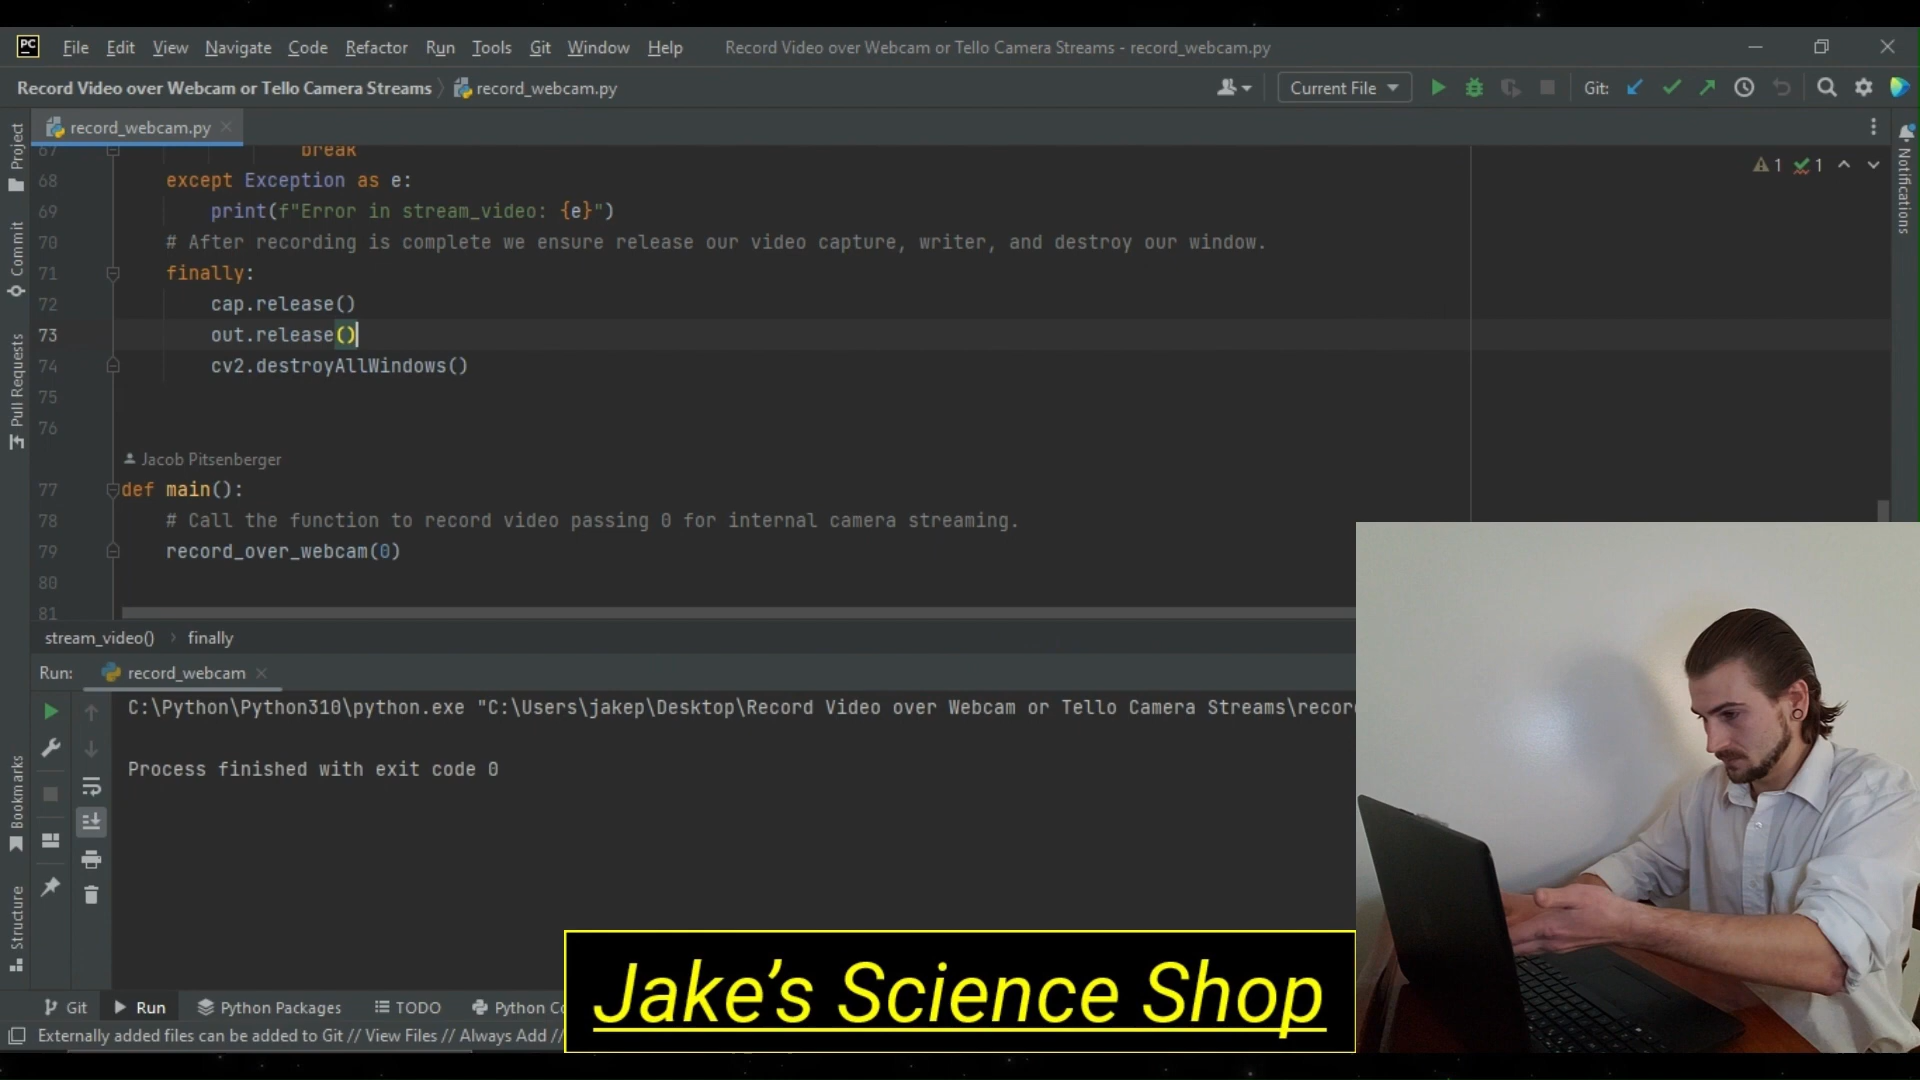 PC File Edit View Navigate Code Refactor Run Tools Git Window Help Record Video over Webcam or Tello Camera Streams - record_webcam.py
Record Video over Webcam or Tello Camera Streams record_webcam.py Current File Git:
record_webcam.py
Project
Commit
Pull Requests
Bookmarks
Structure
Notifications
1 1
67 break
68 except Exception as e:
69 print(f"Error in stream_video: {e}")
70 # After recording is complete we ensure release our video capture, writer, and destroy our window.
71 finally:
72 cap.release()
73 out.release()
74 cv2.destroyAllWindows()
75
76
Jacob Pitsenberger
77 def main():
78 # Call the function to record video passing 0 for internal camera streaming.
79 record_over_webcam(0)
80
81
stream_video() finally
Run: record_webcam
C:\Python\Python310\python.exe "C:\Users\jakep\Desktop\Record Video over Webcam or Tello Camera Streams\recor
Process finished with exit code 0
Jake's Science Shop
Git Run Python Packages TODO Python Co
Externally added files can be added to Git // View Files // Always Add //